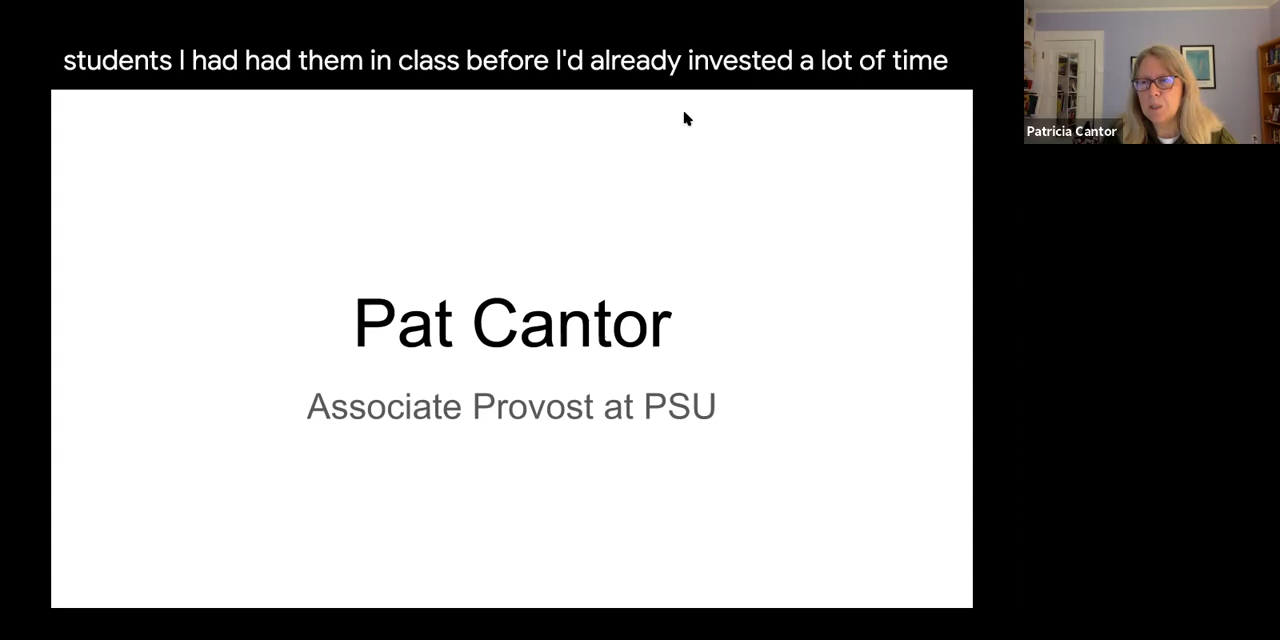 students I had had them in class before I'd already invested a lot of time
Patricia Cantor
Pat Cantor
Associate Provost at PSU